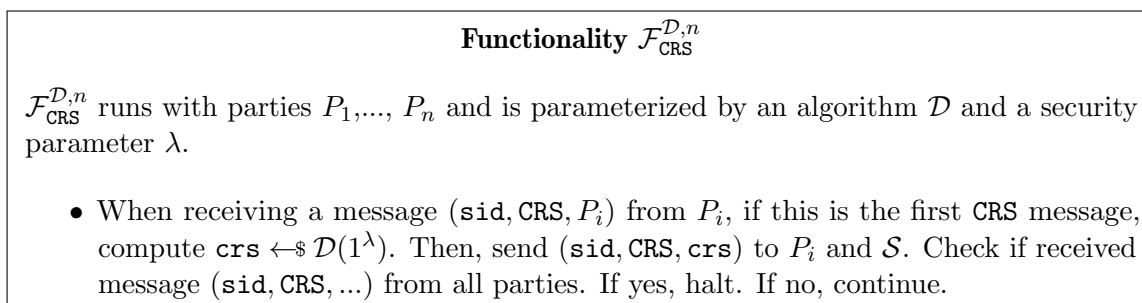 Functionality $\mathcal{F}_{\text{CRS}}^{\mathcal{D},n}$
$\mathcal{F}_{\text{CRS}}^{\mathcal{D},n}$ runs with parties $P_1$,..., $P_n$ and is parameterized by an algorithm $\mathcal{D}$ and a security
parameter $\lambda$.
• When receiving a message (sid, CRS, $P_i$) from $P_i$, if this is the first CRS message,
compute crs ←$ $\mathcal{D}(1^\lambda)$. Then, send (sid, CRS, crs) to $P_i$ and $\mathcal{S}$. Check if received
message (sid, CRS, ...) from all parties. If yes, halt. If no, continue.